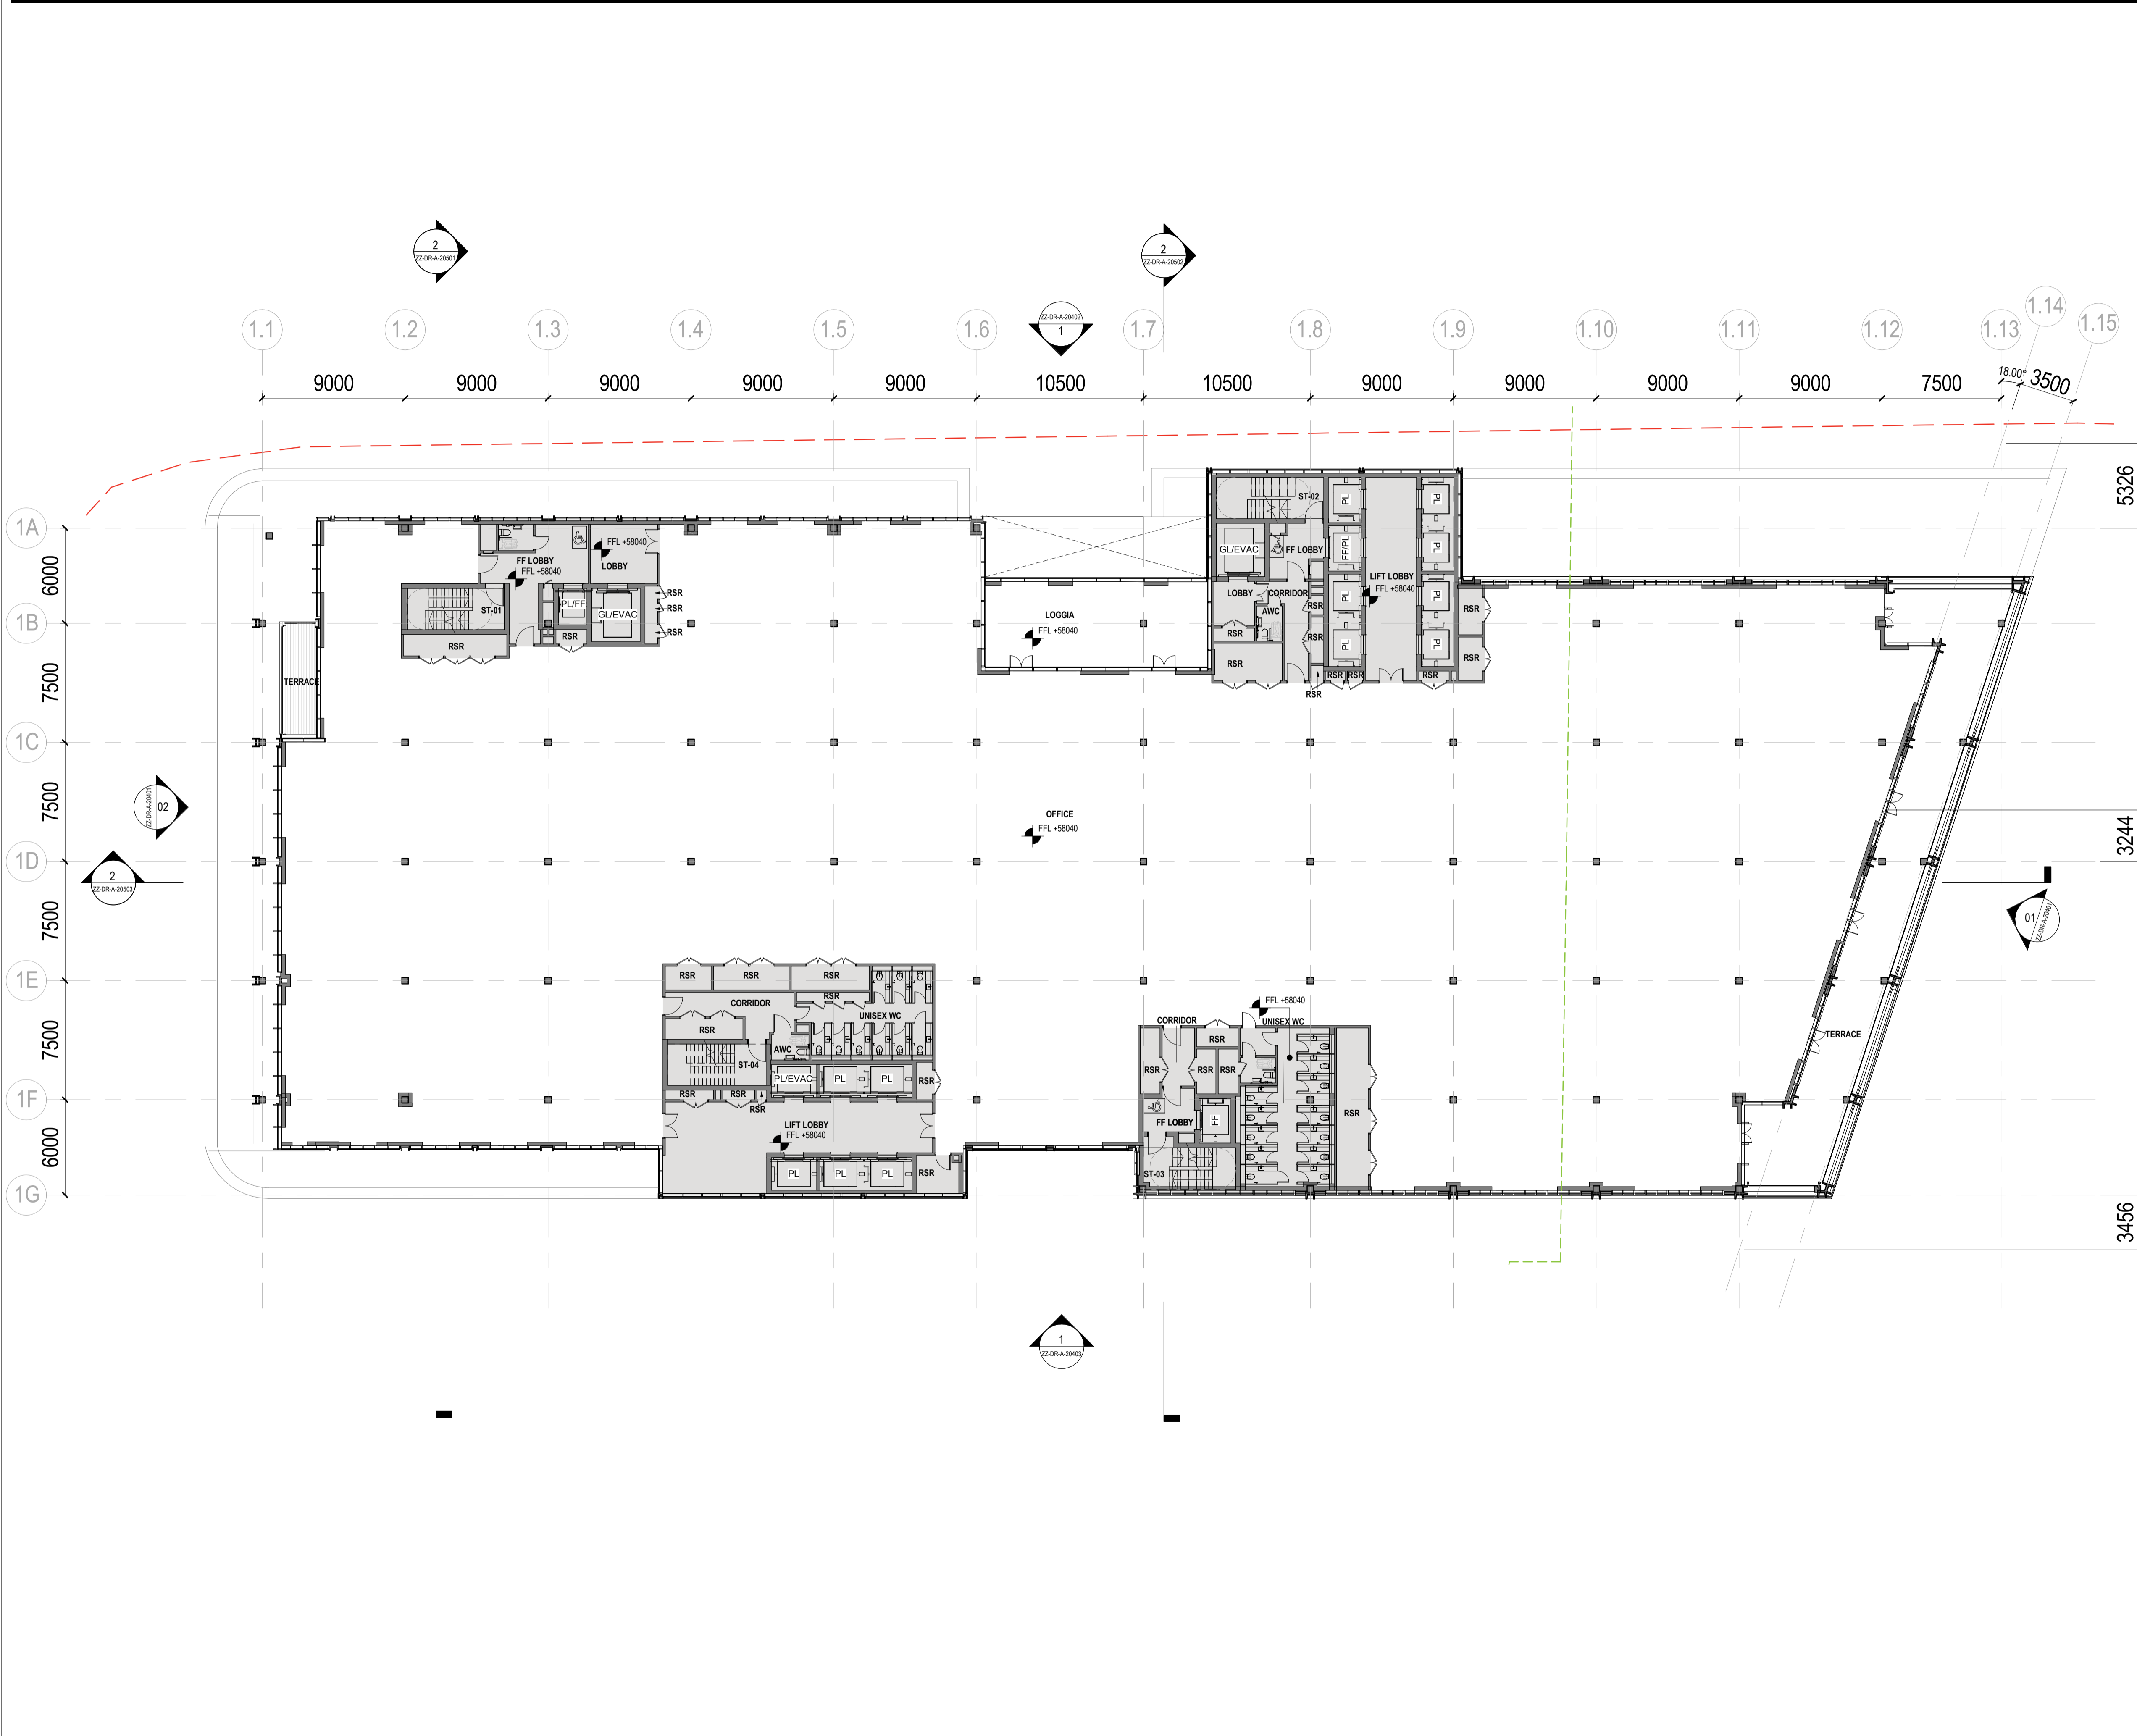 2
ZZ-DR-A-20501
2
ZZ-DR-A-20502
ZZ-DR-A-20402
1
1.1
1.2
1.3
1.4
1.5
1.6
1.7
1.8
1.9
1.10
1.11
1.12
1.13
1.14
1.15
9000
9000
9000
9000
9000
10500
10500
9000
9000
9000
9000
7500
18.00°
3500
5326
3244
3456
1A
6000
1B
7500
1C
7500
1D
7500
1E
7500
1F
6000
1G
ZZ-DR-A-20401
02
2
ZZ-DR-A-20503
01
ZZ-DR-A-20401
1
ZZ-DR-A-20403
FF LOBBY
FFL +58040
FFL +58040
LOBBY
ST-01
PL/FF
GL/EVAC
RSR
RSR
RSR
RSR
RSR
TERRACE
LOGGIA
FFL +58040
ST-02
PL
PL
GL/EVAC
FF LOBBY
FF/PL
PL
LIFT LOBBY
FFL +58040
PL
PL
LOBBY
CORRIDOR
AWC
RSR
RSR
RSR
RSR
PL
PL
RSR
RSR
RSR
RSR
RSR
RSR
RSR
OFFICE
FFL +58040
RSR
RSR
RSR
CORRIDOR
RSR
UNISEX WC
RSR
AWC
ST-04
PL/EVAC
PL
PL
RSR
RSR
RSR
RSR
LIFT LOBBY
FFL +58040
PL
PL
PL
RSR
FFL +58040
CORRIDOR
UNISEX WC
RSR
RSR
RSR
RSR
RSR
FF LOBBY
FF
ST-03
TERRACE